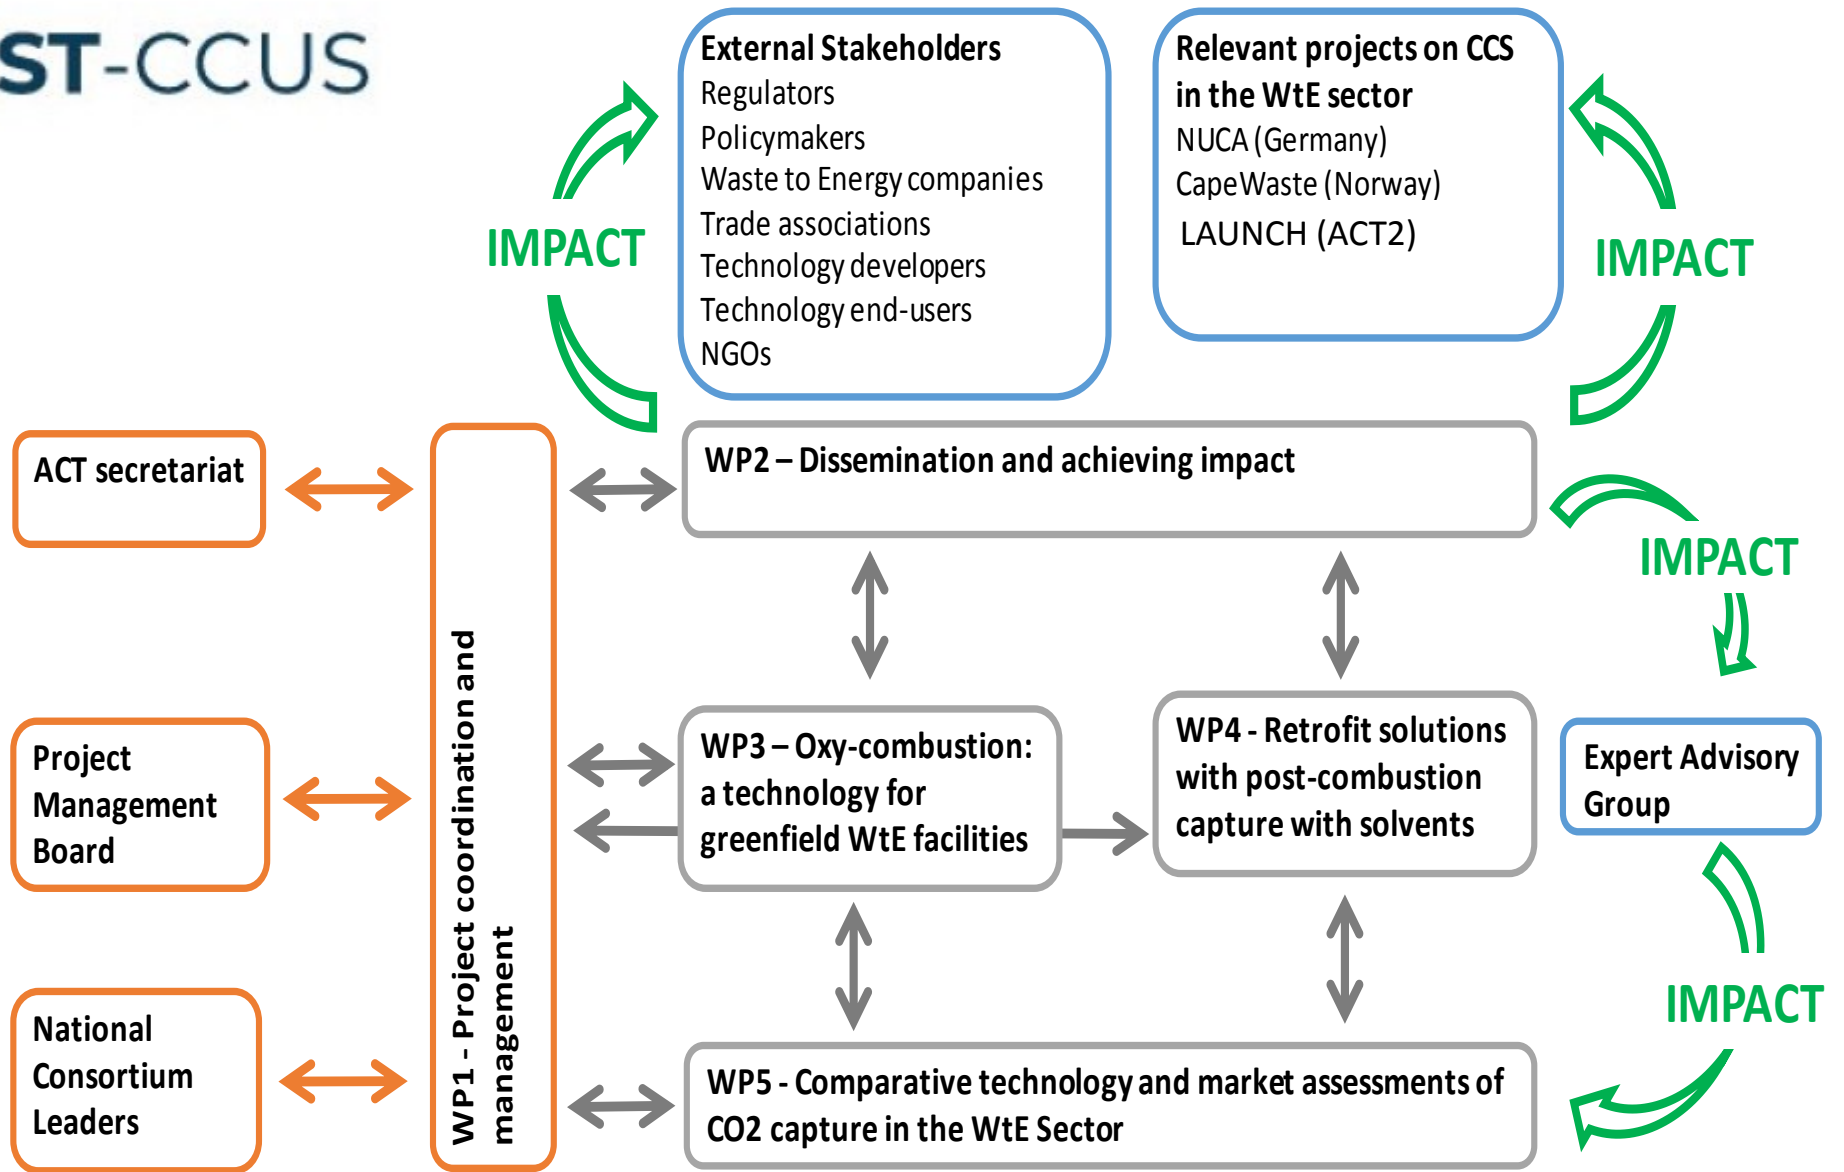 ST-CCUS
External Stakeholders
Regulators
Policymakers
Waste to Energy companies
Trade associations
Technology developers
Technology end-users
NGOs
Relevant projects on CCS
in the WtE sector
NUCA (Germany)
CapeWaste (Norway)
LAUNCH (ACT2)
IMPACT
IMPACT
ACT secretariat
WP2 – Dissemination and achieving impact
IMPACT
WP1 - Project coordination and
management
Project
Management
Board
WP3 – Oxy-combustion:
a technology for
greenfield WtE facilities
WP4 - Retrofit solutions
with post-combustion
capture with solvents
Expert Advisory
Group
IMPACT
National
Consortium
Leaders
WP5 - Comparative technology and market assessments of
CO2 capture in the WtE Sector